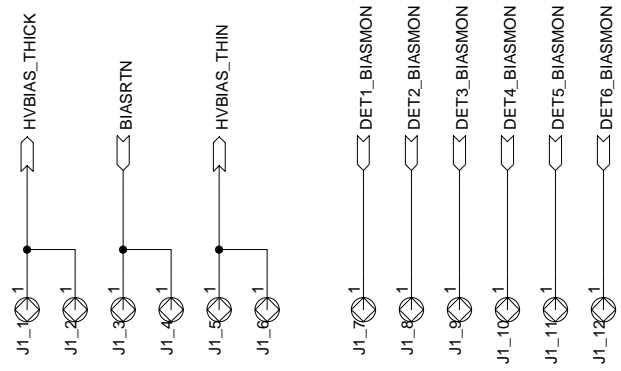 HVBIAS_THICK
BIASRTN
HVBIAS_THIN
DET1_BIASMON
DET2_BIASMON
DET3_BIASMON
DET4_BIASMON
DET5_BIASMON
DET6_BIASMON
1
1
1
1
1
1
1
1
1
1
1
1
J1_1
J1_2
J1_3
J1_4
J1_5
J1_6
J1_7
J1_8
J1_9
J1_10
J1_11
J1_12